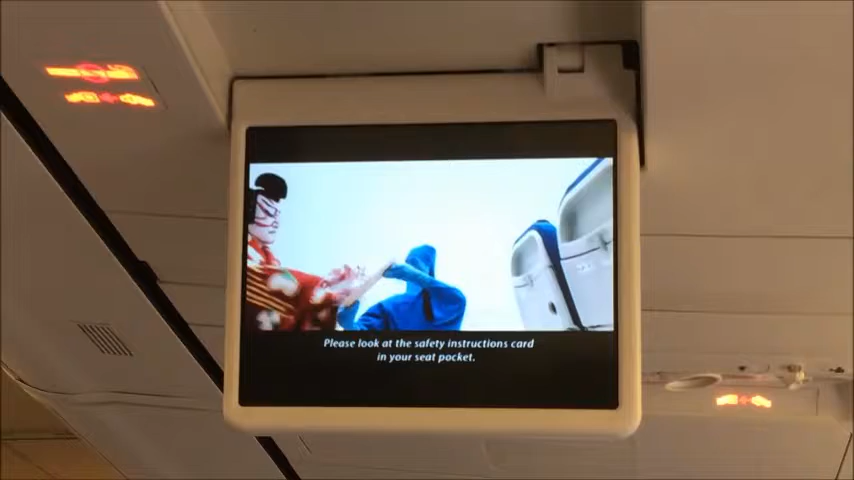 Please look at the safety instructions card
in your seat pocket.